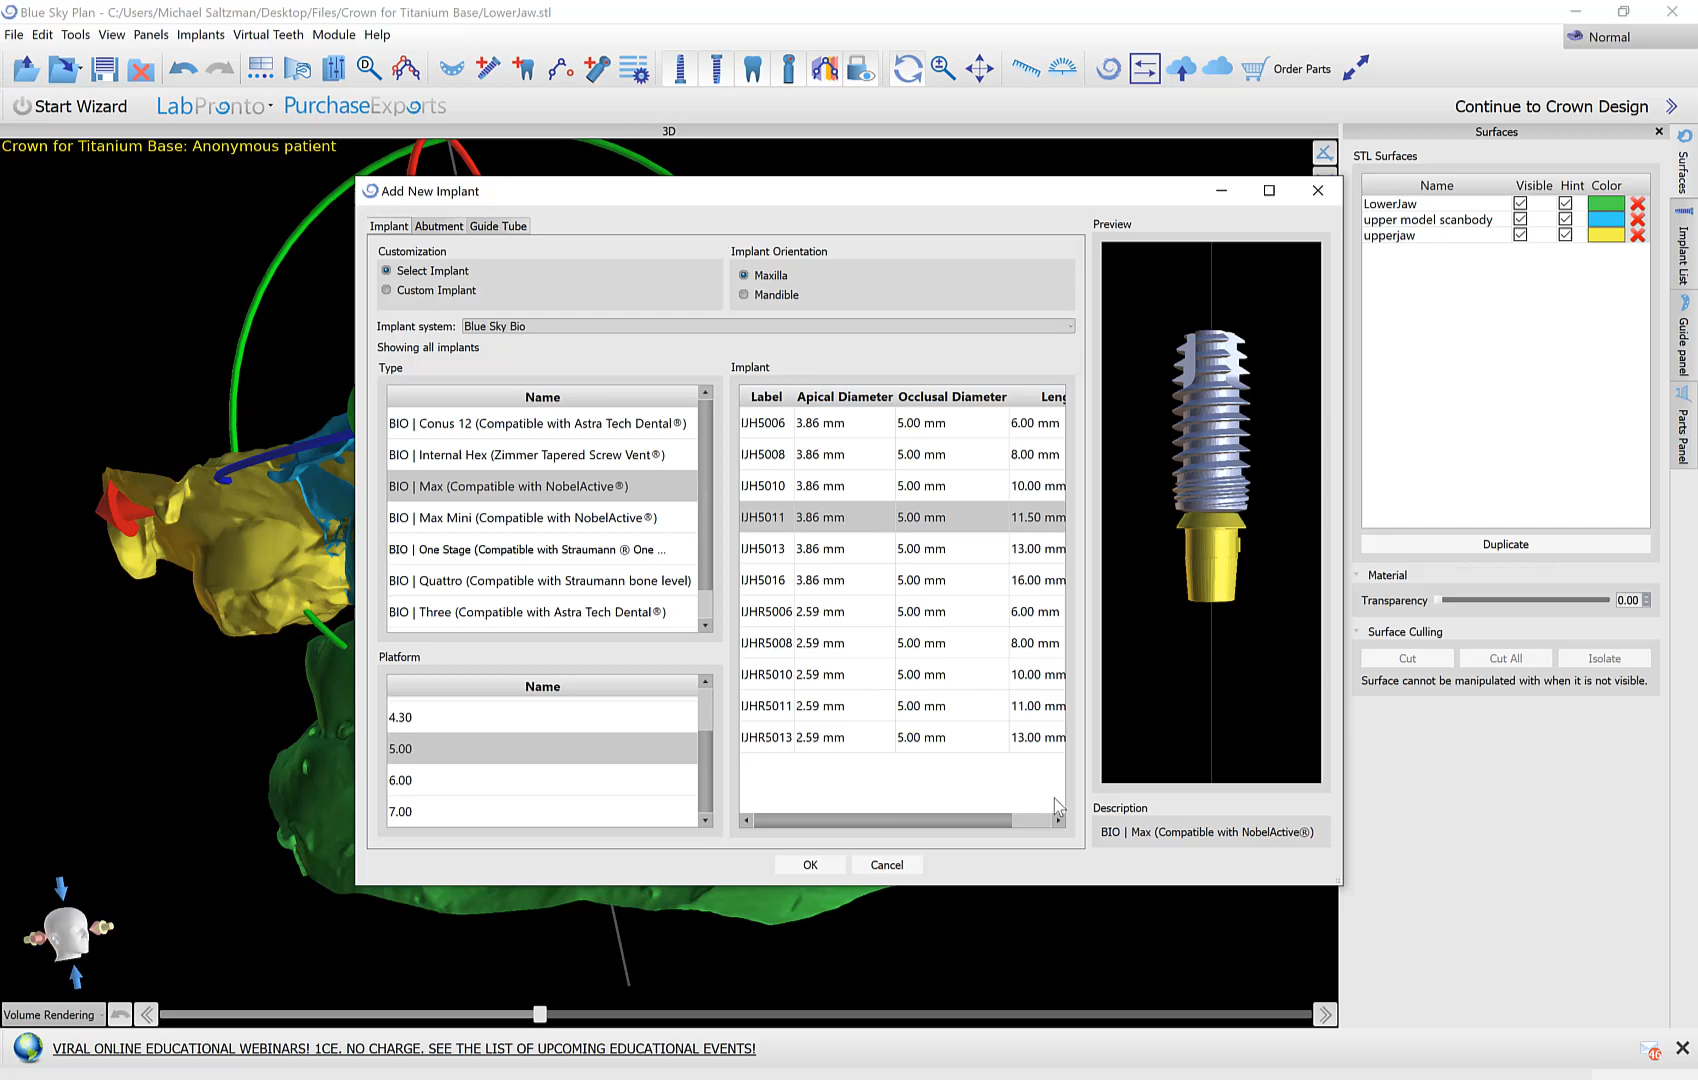 Blue Sky Plan - C:/Users/Michael Saltzman/Desktop/Files/Crown for Titanium Base/LowerJaw.stl
File Edit Tools View Panels Implants Virtual Teeth Module Help
Normal
Order Parts
Start Wizard LabPronto PurchaseExports Continue to Crown Design
3D
Surfaces
Crown for Titanium Base: Anonymous patient
STL Surfaces
Name Visible Hint Color
LowerJaw
upper model scanbody
upperjaw
Duplicate
Material
Transparency 0.00
Surface Culling
Cut Cut All Isolate
Surface cannot be manipulated with when it is not visible.
Surfaces
Implant List
Guide panel
Parts Panel
Add New Implant
Implant Abutment Guide Tube
Customization
Select Implant
Custom Implant
Implant Orientation
Maxilla
Mandible
Implant system: Blue Sky Bio
Showing all implants
Type
Name
BIO | Conus 12 (Compatible with Astra Tech Dental®)
BIO | Internal Hex (Zimmer Tapered Screw Vent®)
BIO | Max (Compatible with NobelActive®)
BIO | Max Mini (Compatible with NobelActive®)
BIO | One Stage (Compatible with Straumann ® One ...
BIO | Quattro (Compatible with Straumann bone level)
BIO | Three (Compatible with Astra Tech Dental®)
Platform
Name
4.30
5.00
6.00
7.00
Implant
Label Apical Diameter Occlusal Diameter Leng
IJH5006 3.86 mm 5.00 mm 6.00 mm
IJH5008 3.86 mm 5.00 mm 8.00 mm
IJH5010 3.86 mm 5.00 mm 10.00 mm
IJH5011 3.86 mm 5.00 mm 11.50 mm
IJH5013 3.86 mm 5.00 mm 13.00 mm
IJH5016 3.86 mm 5.00 mm 16.00 mm
IJHR5006 2.59 mm 5.00 mm 6.00 mm
IJHR5008 2.59 mm 5.00 mm 8.00 mm
IJHR5010 2.59 mm 5.00 mm 10.00 mm
IJHR5011 2.59 mm 5.00 mm 11.00 mm
IJHR5013 2.59 mm 5.00 mm 13.00 mm
Preview
Description
BIO | Max (Compatible with NobelActive®)
OK Cancel
Volume Rendering
VIRAL ONLINE EDUCATIONAL WEBINARS! 1CE. NO CHARGE. SEE THE LIST OF UPCOMING EDUCATIONAL EVENTS!
46